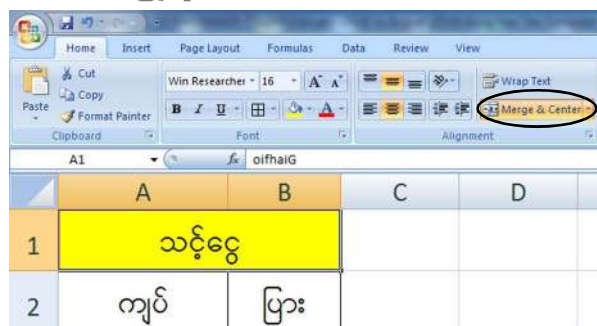 Home Insert Page Layout Formulas Data Review View
Cut
Copy
Format Painter
Paste
Win Researcher 16 A A
B I U A
Wrap Text
Merge & Center
Clipboard Font Alignment
A1 fx oifhaiG
A B C D
1 သင့်ငွေ
2 ကျပ် ပြား